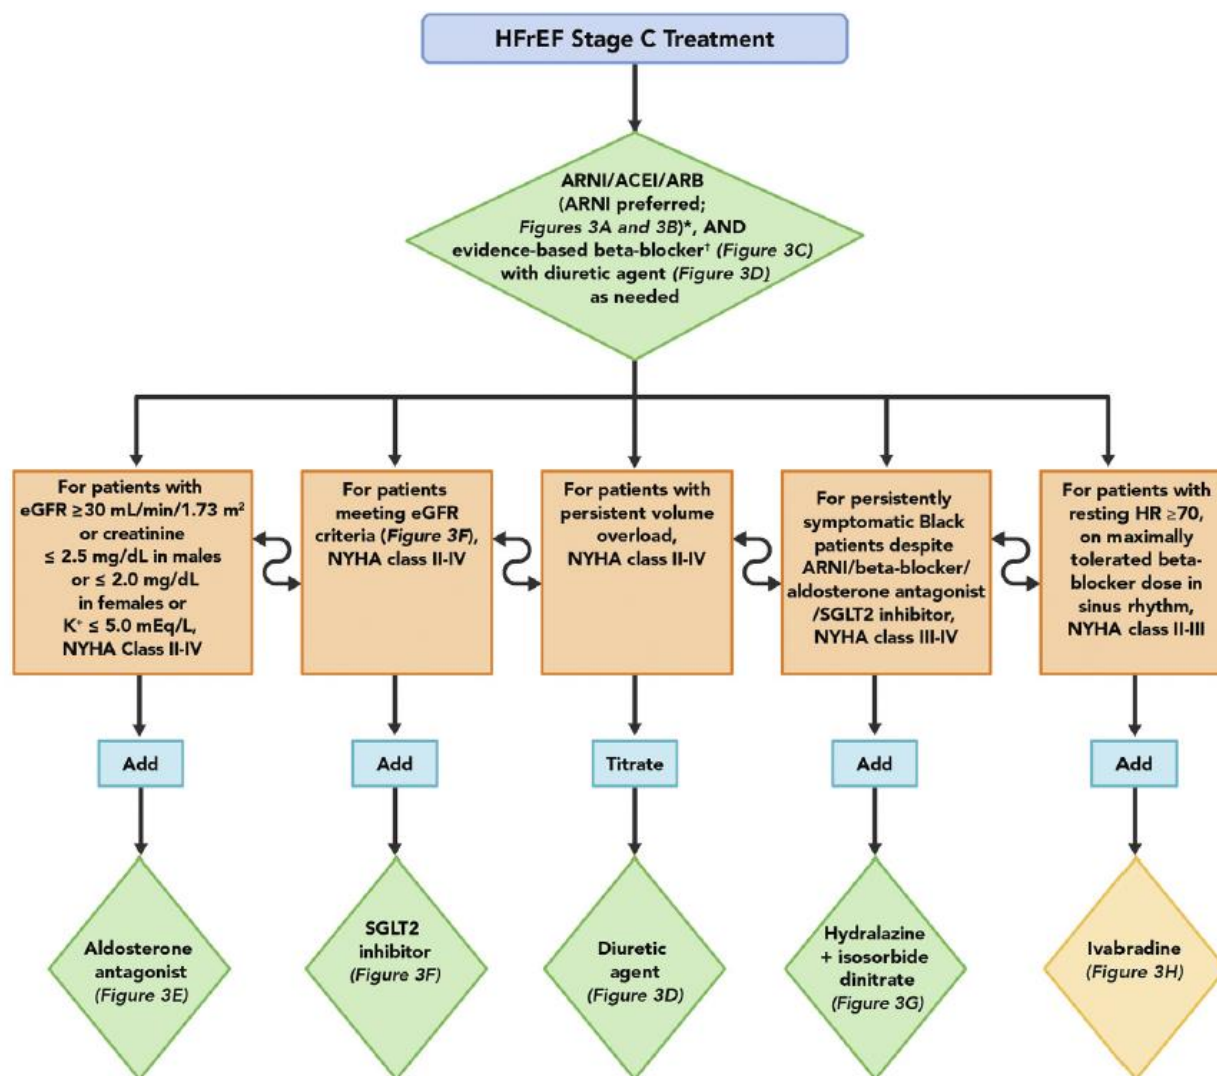 HFrEF Stage C Treatment
ARNI/ACEI/ARB
(ARNI preferred;
Figures 3A and 3B)*, AND
evidence-based beta-blocker† (Figure 3C)
with diuretic agent (Figure 3D)
as needed
For patients with
eGFR ≥30 mL/min/1.73 m²
or creatinine
≤ 2.5 mg/dL in males
or ≤ 2.0 mg/dL
in females or
K⁺ ≤ 5.0 mEq/L,
NYHA Class II-IV
For patients
meeting eGFR
criteria (Figure 3F),
NYHA class II-IV
For patients with
persistent volume
overload,
NYHA class II-IV
For persistently
symptomatic Black
patients despite
ARNI/beta-blocker/
aldosterone antagonist
/SGLT2 inhibitor,
NYHA class III-IV
For patients with
resting HR ≥70,
on maximally
tolerated beta-
blocker dose in
sinus rhythm,
NYHA class II-III
Add
Add
Titrate
Add
Add
Aldosterone
antagonist
(Figure 3E)
SGLT2
inhibitor
(Figure 3F)
Diuretic
agent
(Figure 3D)
Hydralazine
+ isosorbide
dinitrate
(Figure 3G)
Ivabradine
(Figure 3H)